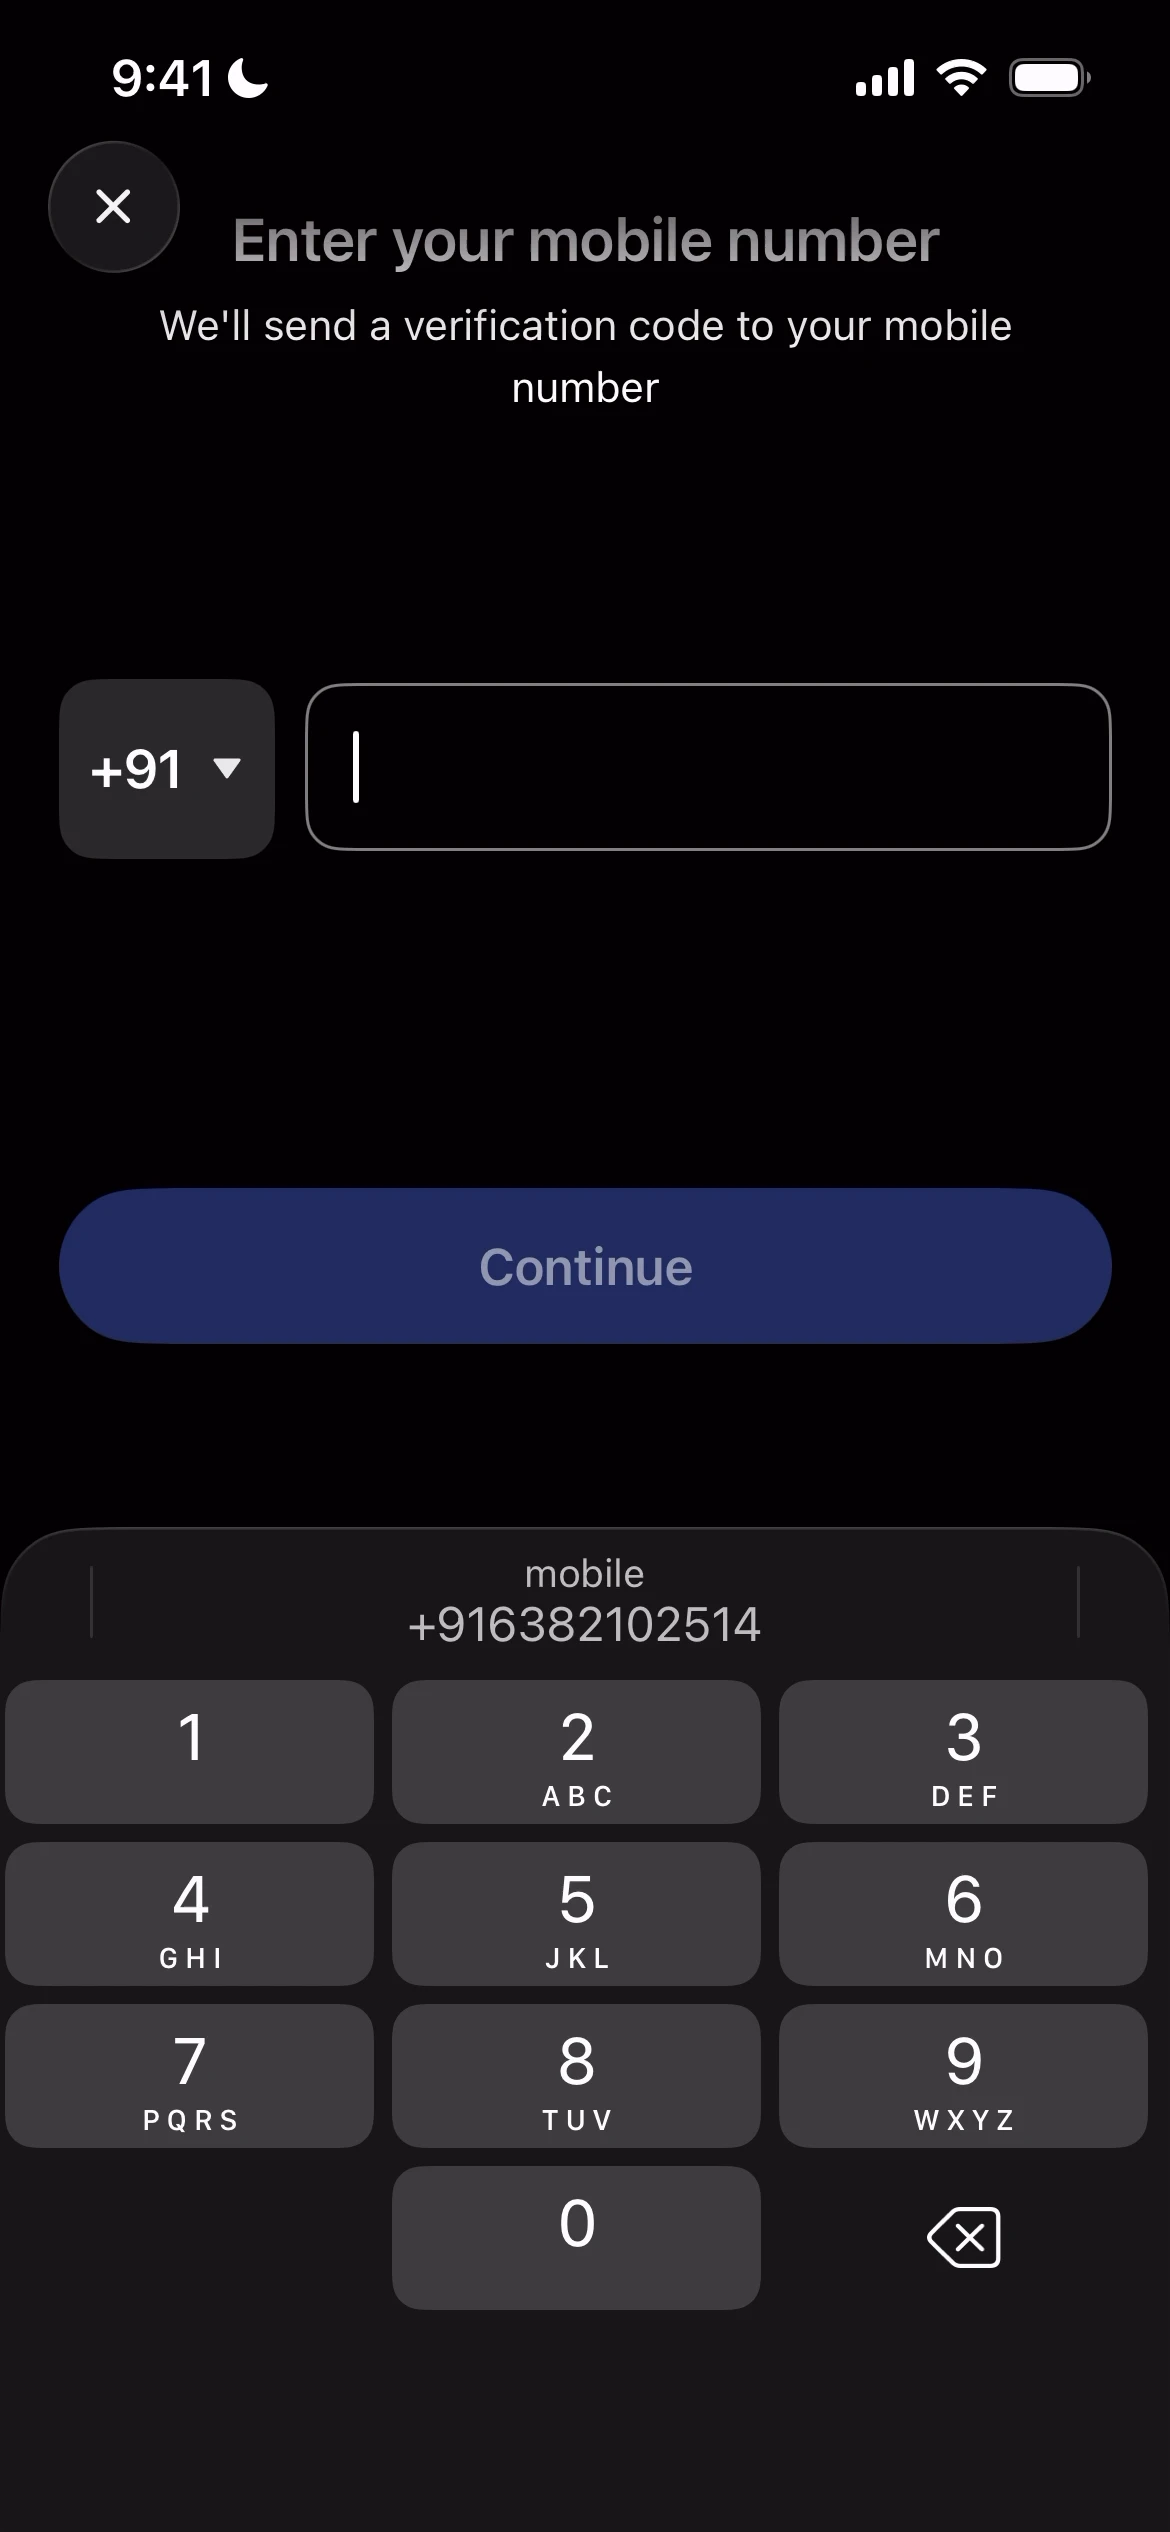 9:41
Enter your mobile number
We'll send a verification code to your mobile
number
+91
Continue
mobile
+916382102514
1
2
ABC
3
DEF
4
GHI
5
JKL
6
MNO
7
PQRS
8
TUV
9
WXYZ
0